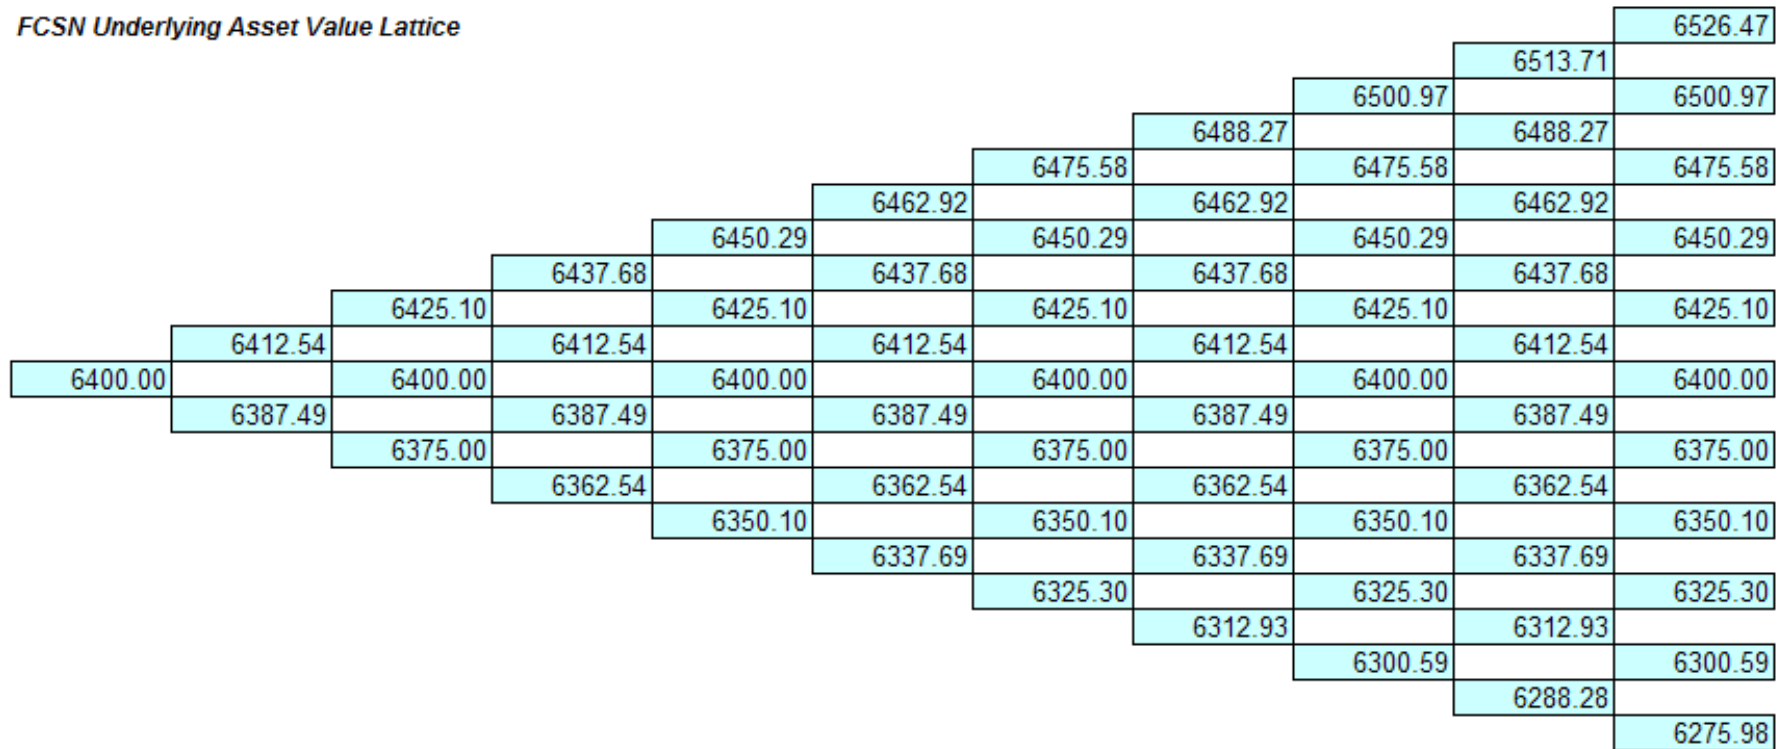 FCSN Underlying Asset Value Lattice 6526.47
6513.71
6500.97 6500.97
6488.27 6488.27
6475.58 6475.58 6475.58
6462.92 6462.92 6462.92
6450.29 6450.29 6450.29 6450.29
6437.68 6437.68 6437.68 6437.68
6425.10 6425.10 6425.10 6425.10 6425.10
6412.54 6412.54 6412.54 6412.54 6412.54
6400.00 6400.00 6400.00 6400.00 6400.00 6400.00
6387.49 6387.49 6387.49 6387.49 6387.49
6375.00 6375.00 6375.00 6375.00 6375.00
6362.54 6362.54 6362.54 6362.54
6350.10 6350.10 6350.10 6350.10
6337.69 6337.69 6337.69
6325.30 6325.30 6325.30
6312.93 6312.93
6300.59 6300.59
6288.28
6275.98